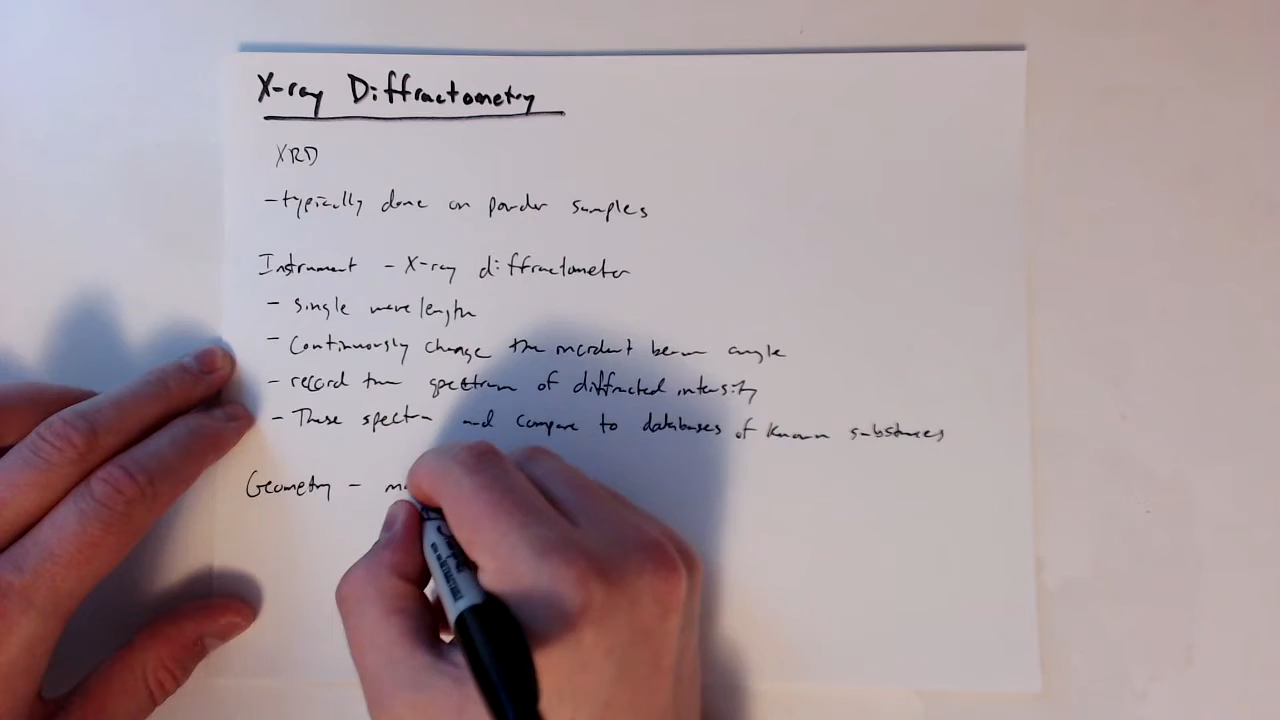 X-ray Diffractometry
XRD
- typically done on powder samples
Instrument - X-ray diffractometer
- single wavelength
- Continuously change the incident beam angle
- record the spectrum of diffracted intensity
- These spectra and compare to databases of known substances
Geometry -
Sharpie